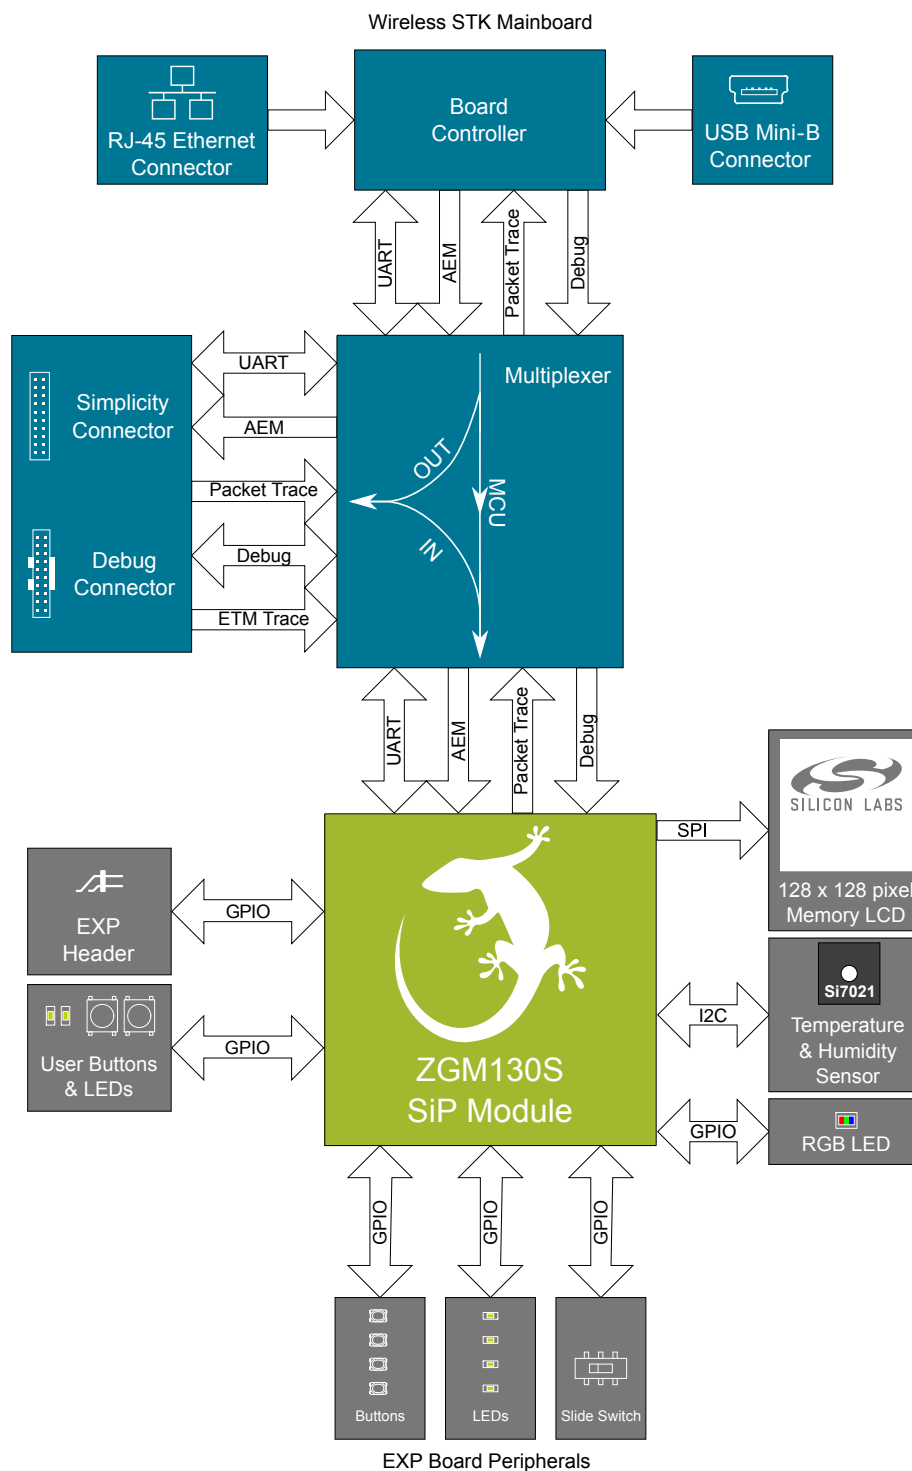 Wireless STK Mainboard
RJ-45 Ethernet
Connector
Board
Controller
USB Mini-B
Connector
UART
AEM
Packet Trace
Debug
Simplicity
Connector
Debug
Connector
UART
AEM
Packet Trace
Debug
ETM Trace
Multiplexer
OUT
MCU
IN
UART
AEM
Packet Trace
Debug
SPI
SILICON LABS
128 x 128 pixel
Memory LCD
EXP
Header
GPIO
User Buttons
& LEDs
GPIO
ZGM130S
SiP Module
I2C
Si7021
Temperature
& Humidity
Sensor
GPIO
RGB LED
GPIO
GPIO
GPIO
Buttons
LEDs
Slide Switch
EXP Board Peripherals